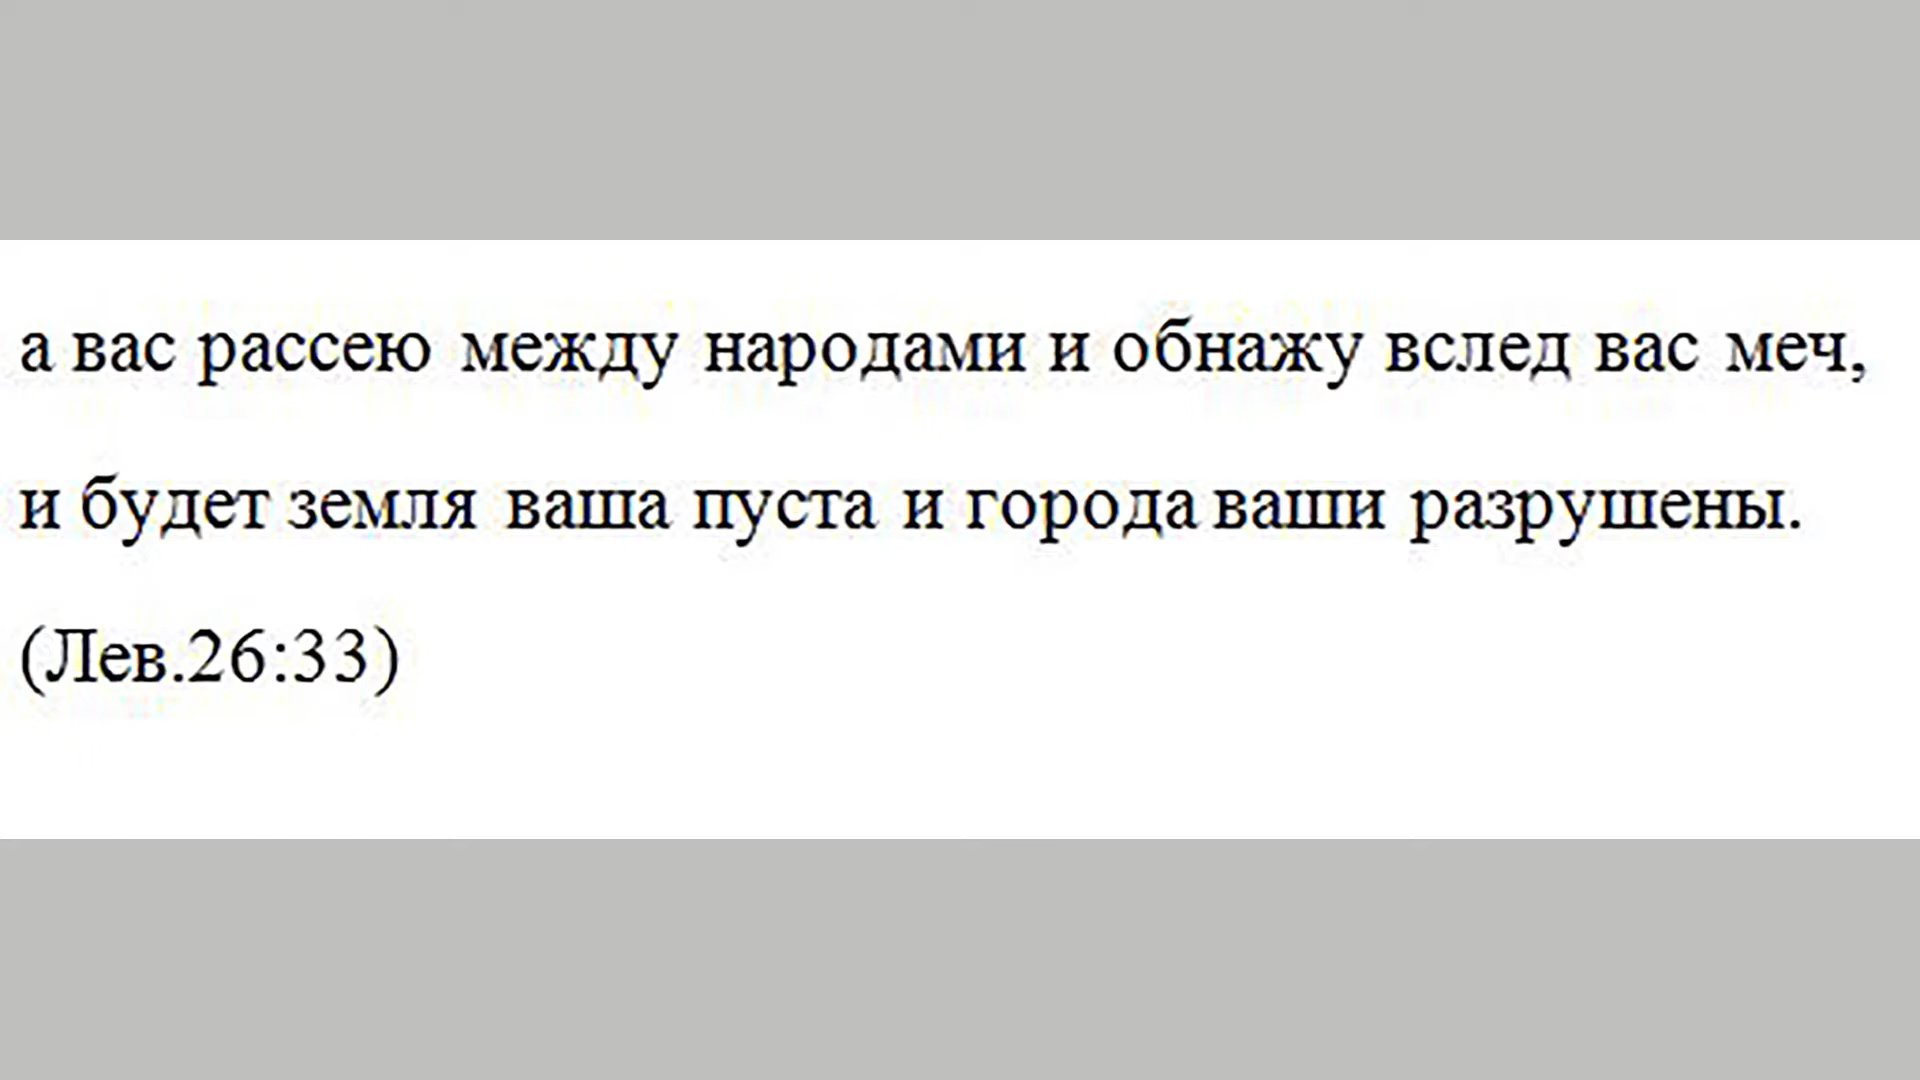 а вас рассею между народами и обнажу вслед вас меч,
и будет земля ваша пуста и города ваши разрушены.
(Лев.26:33)